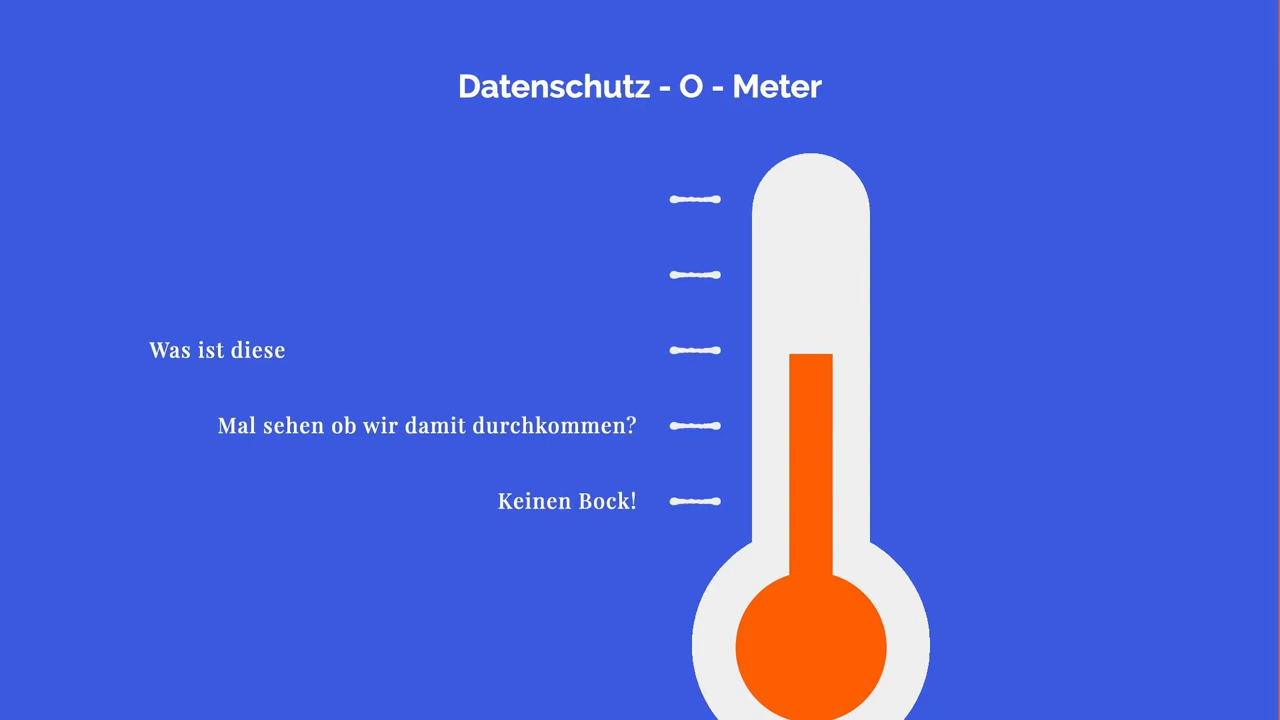 Datenschutz - O - Meter
Was ist diese
Mal sehen ob wir damit durchkommen?
Keinen Bock!